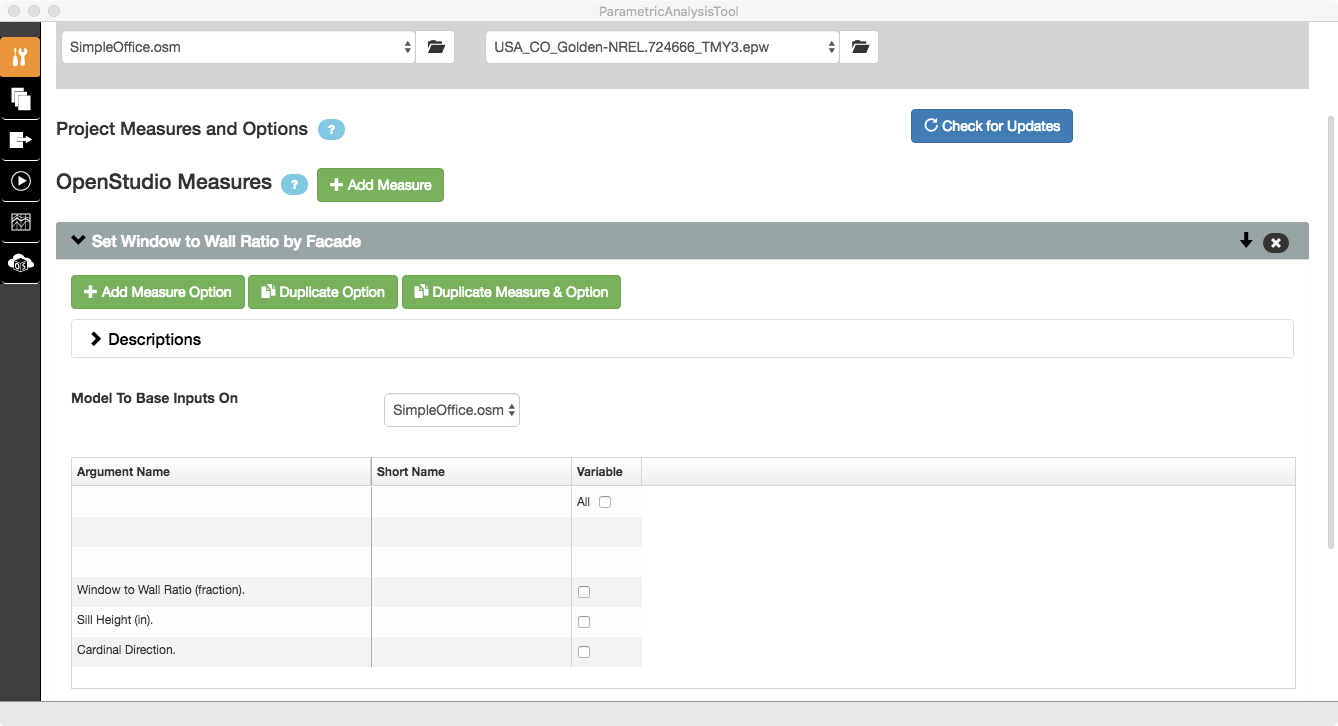 ParametricAnalysisTool
SimpleOffice.osm USA_CO_Golden-NREL.724666_TMY3.epw
Project Measures and Options ? Check for Updates
OpenStudio Measures ? Add Measure
Set Window to Wall Ratio by Facade
Add Measure Option Duplicate Option Duplicate Measure & Option
Descriptions
Model To Base Inputs On
SimpleOffice.osm
Argument Name Short Name Variable
All
Window to Wall Ratio (fraction).
Sill Height (in).
Cardinal Direction.